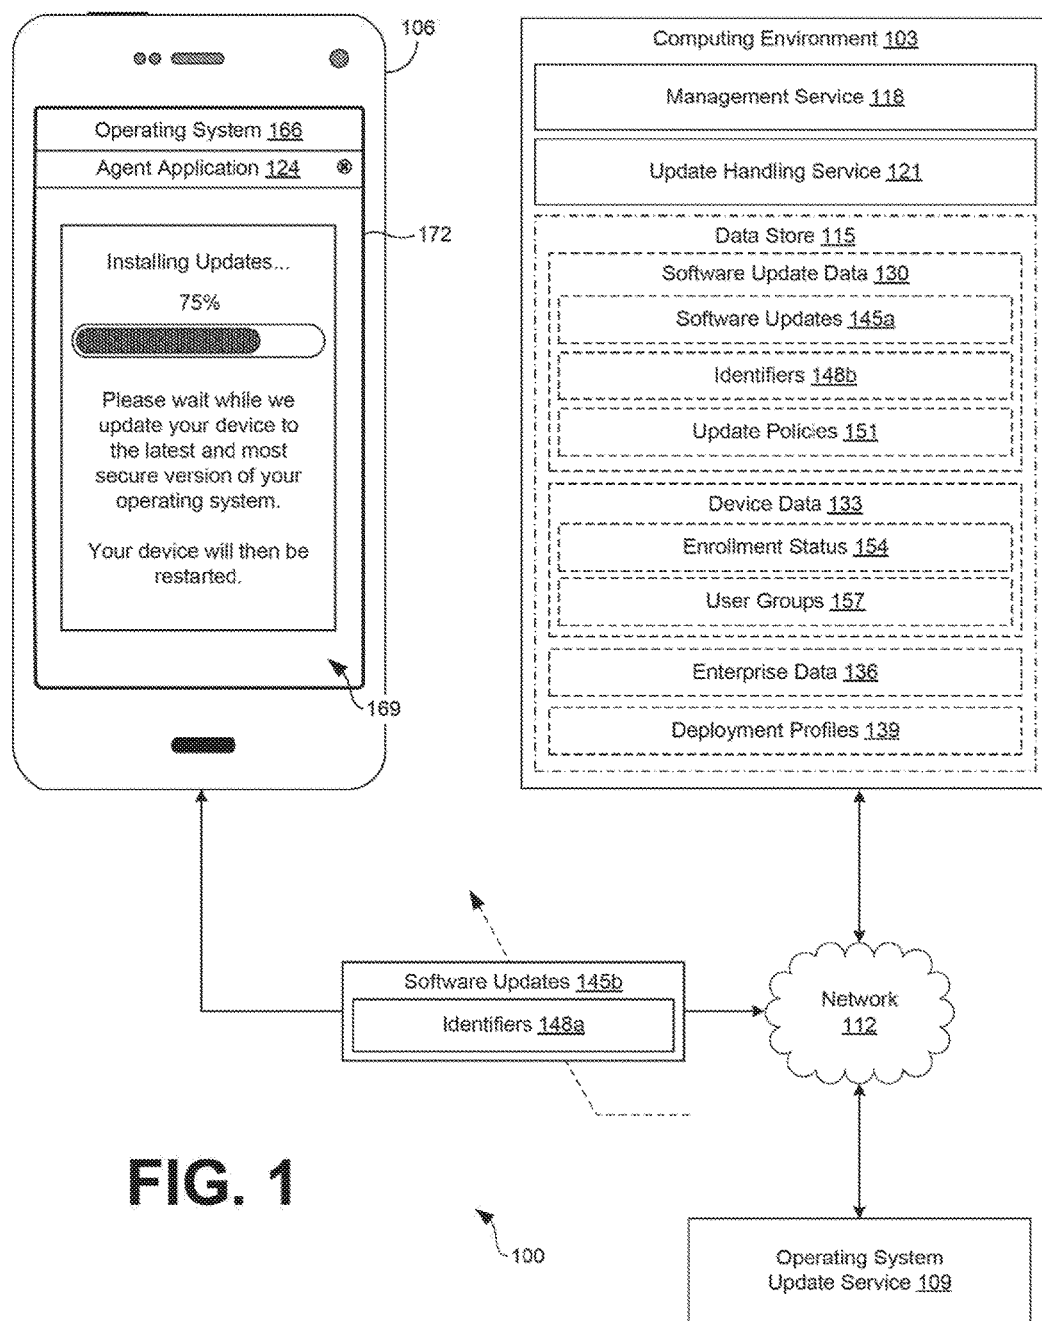 106
Operating System 166
Agent Application 124
172
Installing Updates...
75%
Please wait while we
update your device to
the latest and most
secure version of your
operating system.
Your device will then be
restarted.
169
Computing Environment 103
Management Service 118
Update Handling Service 121
Data Store 115
Software Update Data 130
Software Updates 145a
Identifiers 148b
Update Policies 151
Device Data 133
Enrollment Status 154
User Groups 157
Enterprise Data 136
Deployment Profiles 139
Software Updates 145b
Identifiers 148a
Network
112
FIG. 1
100
Operating System
Update Service 109